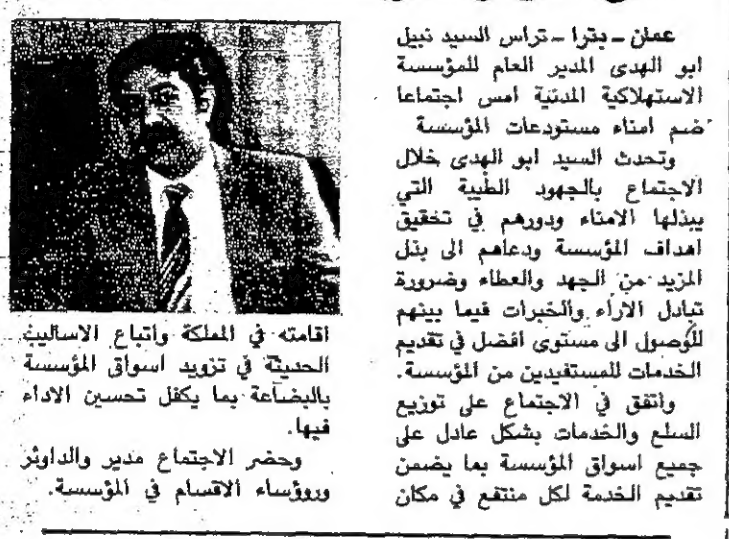 عمان ـ بترا ـ تراس السيد نبيل
ابو الهدى المدير العام للمؤسسة
الاستهلاكية المدنية امس اجتماعا
ضم امناء مستودعات المؤسسة
وتحدث السيد ابو الهدى خلال
الاجتماع بالجهود الطيبة التي
يبذلها الامناء ودورهم في تحقيق
اهداف المؤسسة ودعاهم الى بذل
المزيد من الجهد والعطاء وضرورة
تبادل الاراء والخبرات فيما بينهم
للوصول الى مستوى افضل في تقديم
الخدمات للمستفيدين من المؤسسة.
واتفق في الاجتماع على توزيع
السلع والخدمات بشكل عادل على
جميع اسواق المؤسسة بما يضمن
تقديم الخدمة لكل منتفع في مكان
اقامته في المملكة واتباع الاساليب
الحديثة في تزويد اسواق المؤسسة
بالبضاعة بما يكفل تحسين الاداء
فيها.
وحضر الاجتماع مدير والداوئر
وروؤساء الاقسام في المؤسسة.